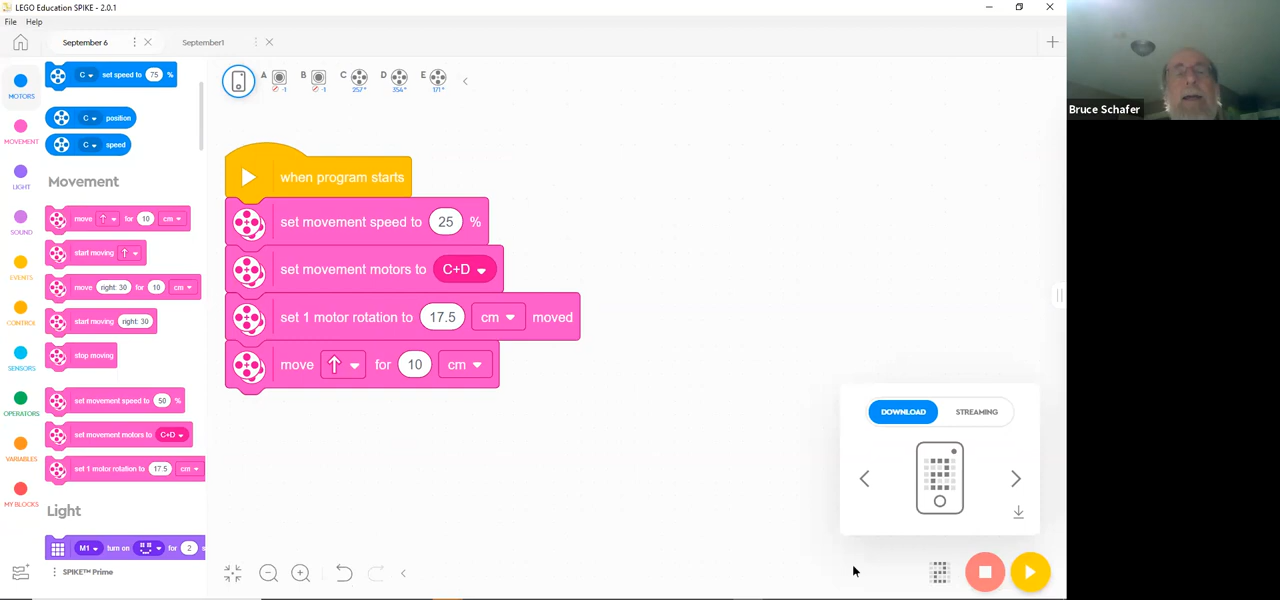 LEGO Education SPIKE - 2.0.1
File Help
September 6
September1
MOTORS
MOVEMENT
LIGHT
SOUND
EVENTS
CONTROL
SENSORS
OPERATORS
VARIABLES
MY BLOCKS
C set speed to 75 %
C position
C speed
Movement
move for 10 cm
start moving
move right: 30 for 10 cm
start moving right: 30
stop moving
set movement speed to 50 %
set movement motors to C+D
set 1 motor rotation to 17.5 cm
Light
M1 turn on for 2 s
SPIKE™ Prime
A -1 B -1 C 257° D 354° E 171°
when program starts
set movement speed to 25 %
set movement motors to C+D
set 1 motor rotation to 17.5 cm moved
move for 10 cm
DOWNLOAD STREAMING
Bruce Schafer